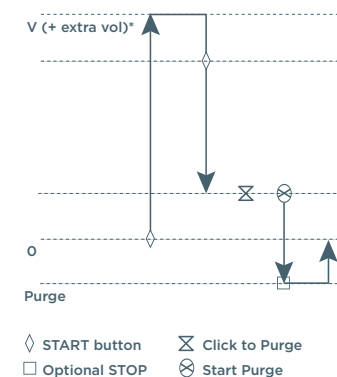 V (+ extra vol)*
0
Purge
START button
Click to Purge
Optional STOP
Start Purge